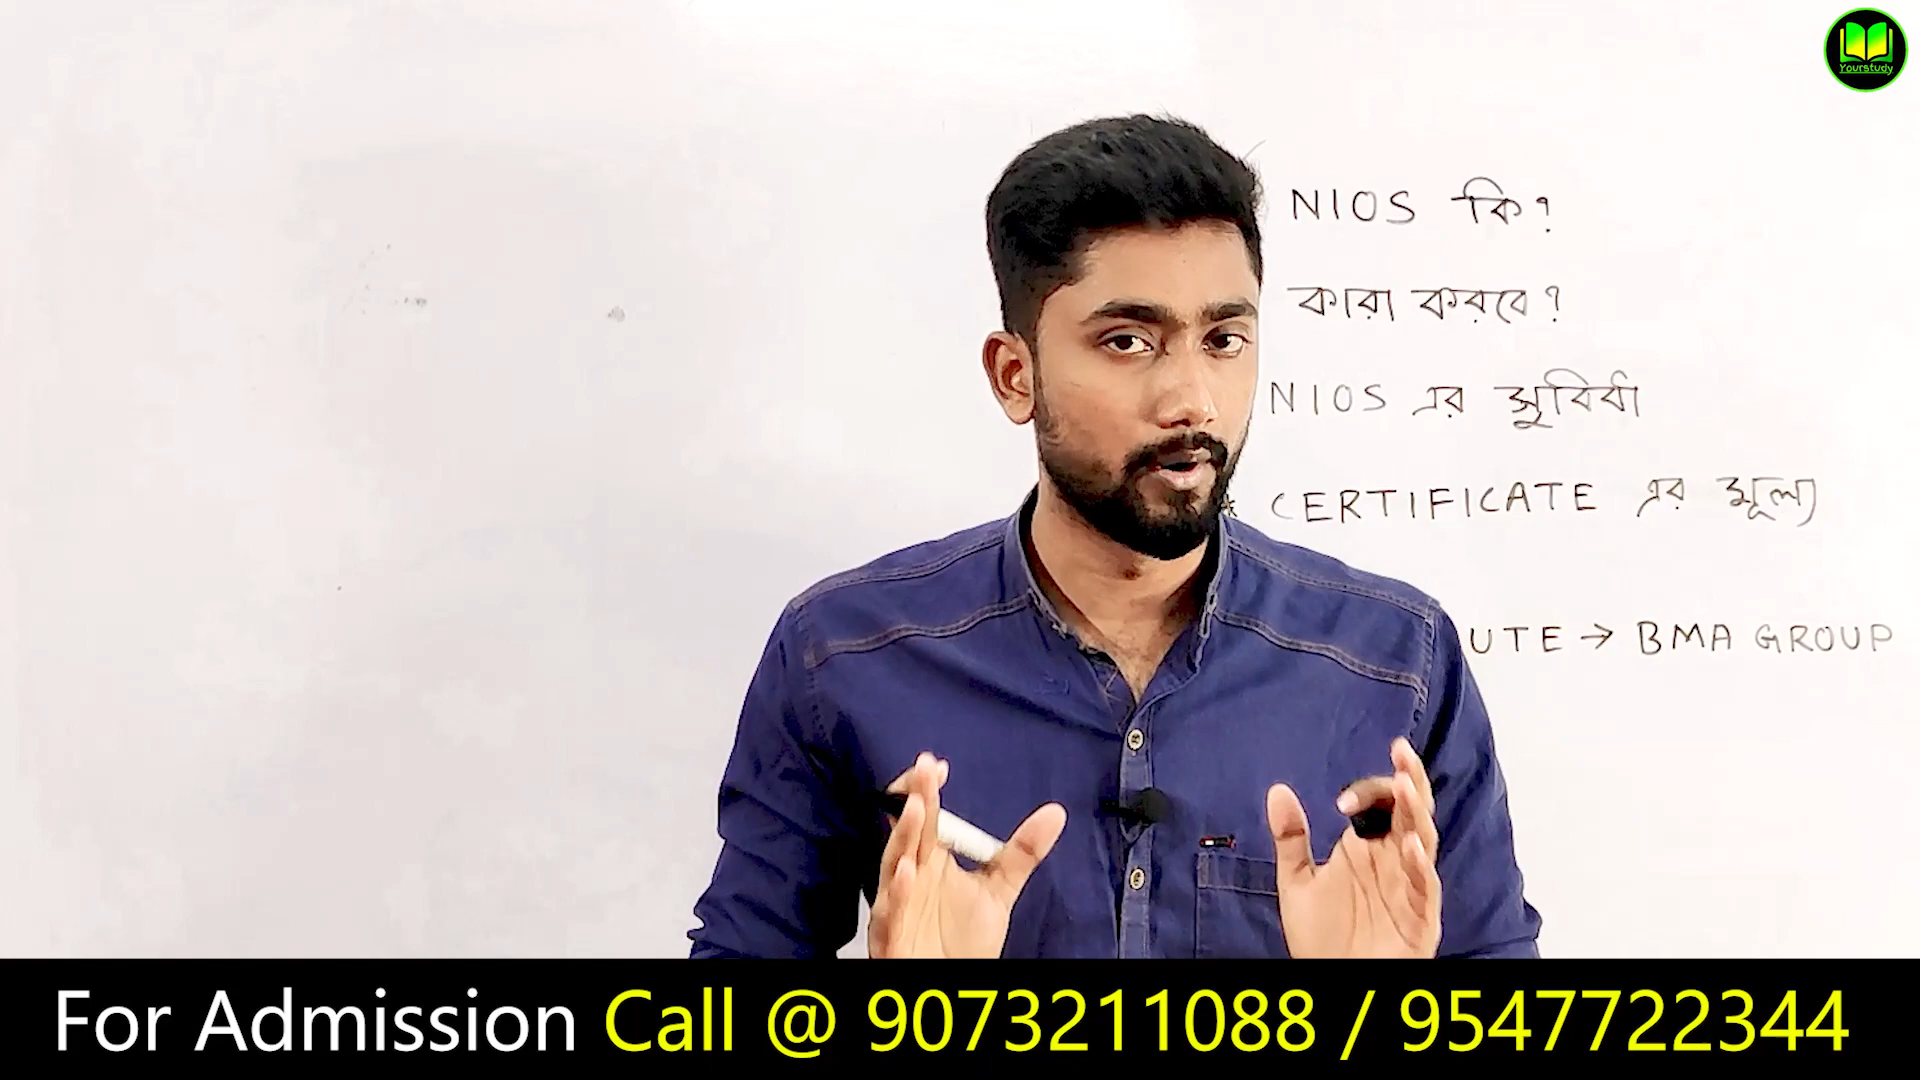 Yourstudy
NIOS কি?
কারা করবে?
NIOS এর সুবিধা
* CERTIFICATE এর মূল্য
UTE → BMA GROUP
For Admission Call @ 9073211088 / 9547722344